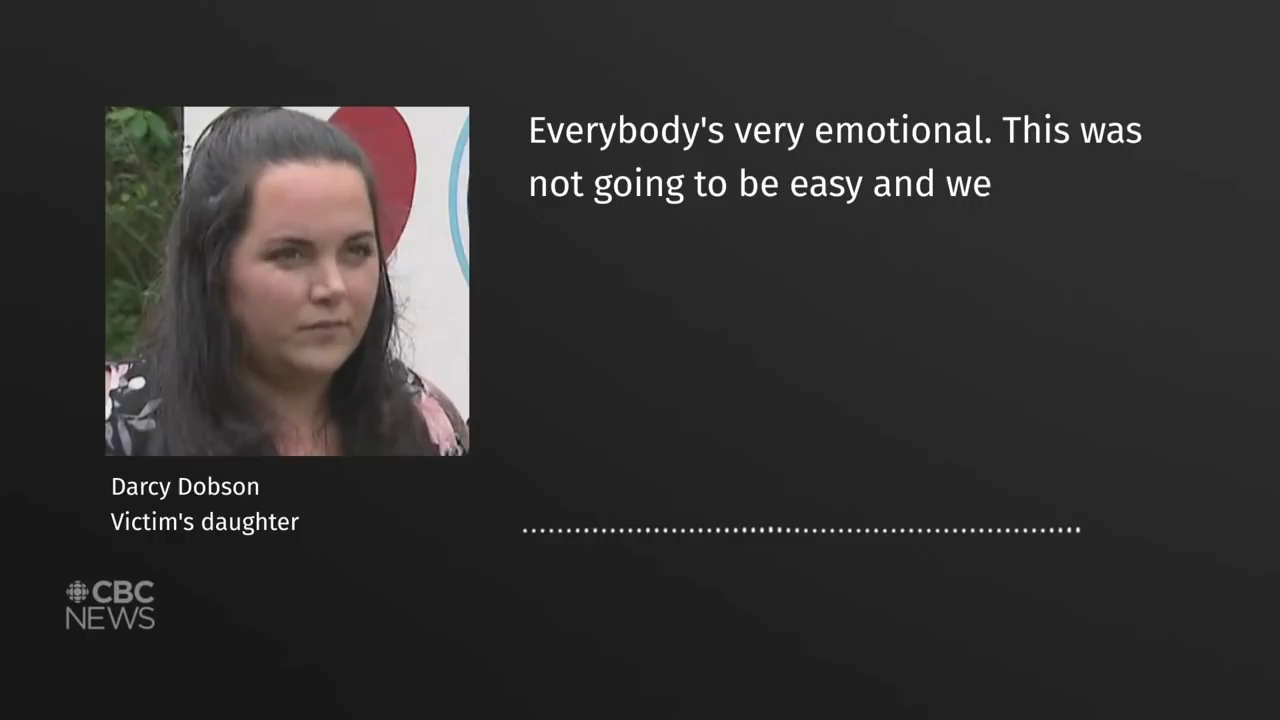 Everybody's very emotional. This was
not going to be easy and we
Darcy Dobson
Victim's daughter
CBC
NEWS